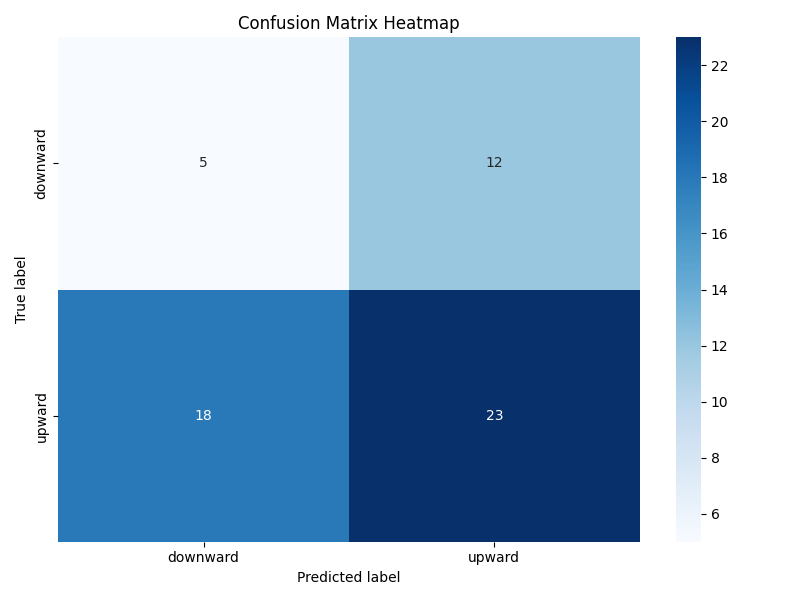 Confusion Matrix Heatmap
True label
downward
upward
5
12
18
23
downward
upward
Predicted label
22
20
18
16
14
12
10
8
6